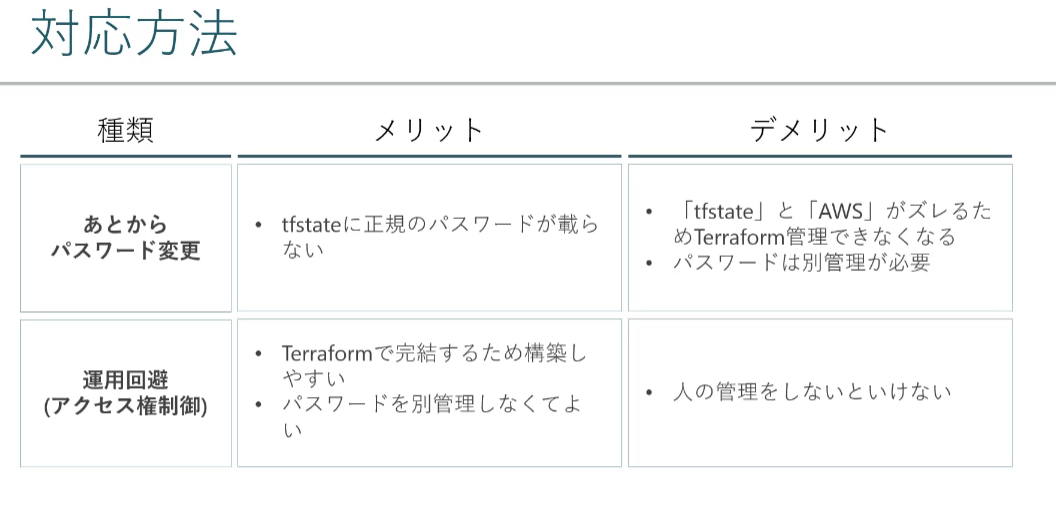 対応方法
種類
メリット
デメリット
あとから
パスワード変更
• tfstateに正規のパスワードが載ら
ない
• 「tfstate」と「AWS」がズレるた
めTerraform管理できなくなる
• パスワードは別管理が必要
運用回避
(アクセス権制御)
• Terraformで完結するため構築し
やすい
• パスワードを別管理しなくてよ
い
• 人の管理をしないといけない